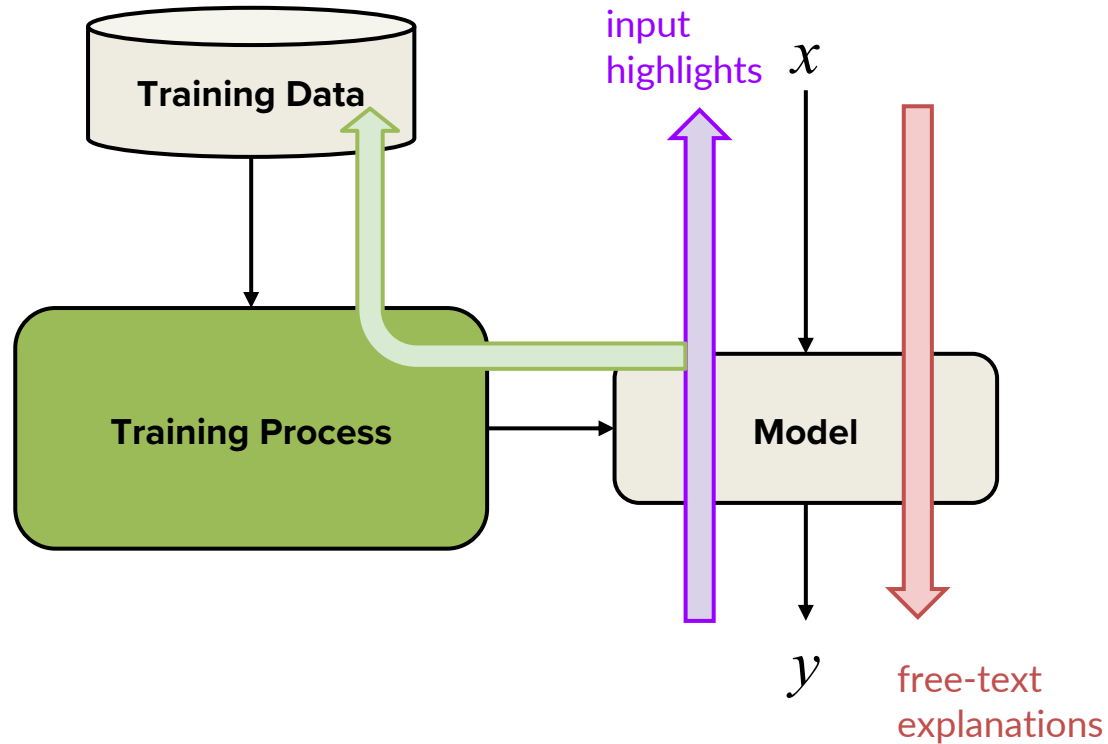 input
highlights
x
Training Data
Training Process
Model
y
free-text
explanations